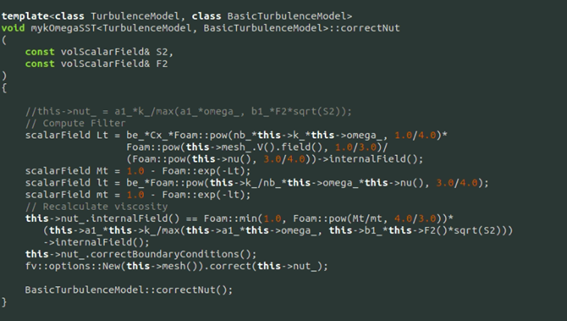 template<class TurbulenceModel, class BasicTurbulenceModel>
void mykOmegaSST<TurbulenceModel, BasicTurbulenceModel>::correctNut
(
    const volScalarField& S2,
    const volScalarField& F2
)
{
    //this->nut_ = a1_*k_/max(a1_*omega_, b1_*F2*sqrt(S2));
    // Compute Filter
    scalarField Lt = be_*Cx_*Foam::pow(nb_*this->k_*this->omega_, 1.0/4.0)*
                     Foam::pow(this->mesh_.V().field(), 1.0/3.0)/
                     (Foam::pow(this->nu(), 3.0/4.0))->internalField();
    scalarField Mt = 1.0 - Foam::exp(-Lt);
    scalarField lt = be_*Foam::pow(this->k_/nb_*this->omega_*this->nu(), 3.0/4.0);
    scalarField mt = 1.0 - Foam::exp(-lt);
    // Recalculate viscosity
    this->nut_.internalField() == Foam::min(1.0, Foam::pow(Mt/mt, 4.0/3.0))*
       (this->a1_*this->k_/max(this->a1_*this->omega_, this->b1_*this->F2()*sqrt(S2)))
       ->internalField();
    this->nut_.correctBoundaryConditions();
    fv::options::New(this->mesh()).correct(this->nut_);
    BasicTurbulenceModel::correctNut();
}